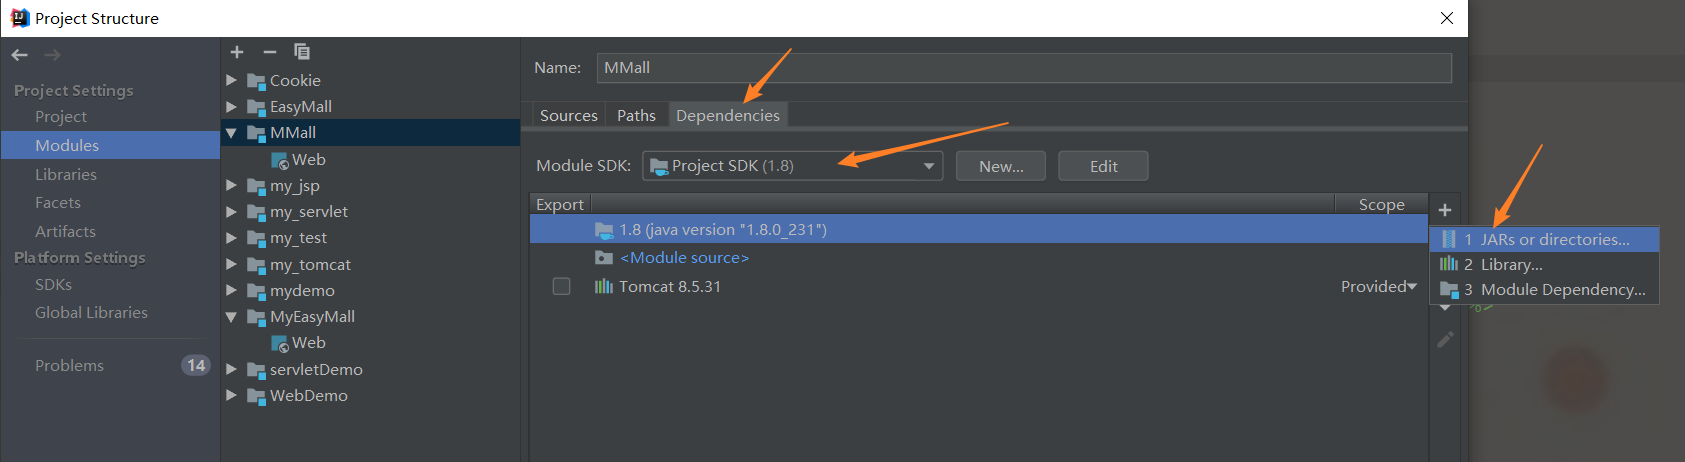 Project Structure
Project Settings
Project
Modules
Libraries
Facets
Artifacts
Platform Settings
SDKs
Global Libraries
Problems 14
Cookie
EasyMall
MMall
Web
my_jsp
my_servlet
my_test
my_tomcat
mydemo
MyEasyMall
Web
servletDemo
WebDemo
Name: MMall
Sources Paths Dependencies
Module SDK: Project SDK (1.8) New... Edit
Export Scope
1.8 (java version "1.8.0_231")
<Module source>
Tomcat 8.5.31 Provided
1 JARs or directories...
2 Library...
3 Module Dependency...
%>